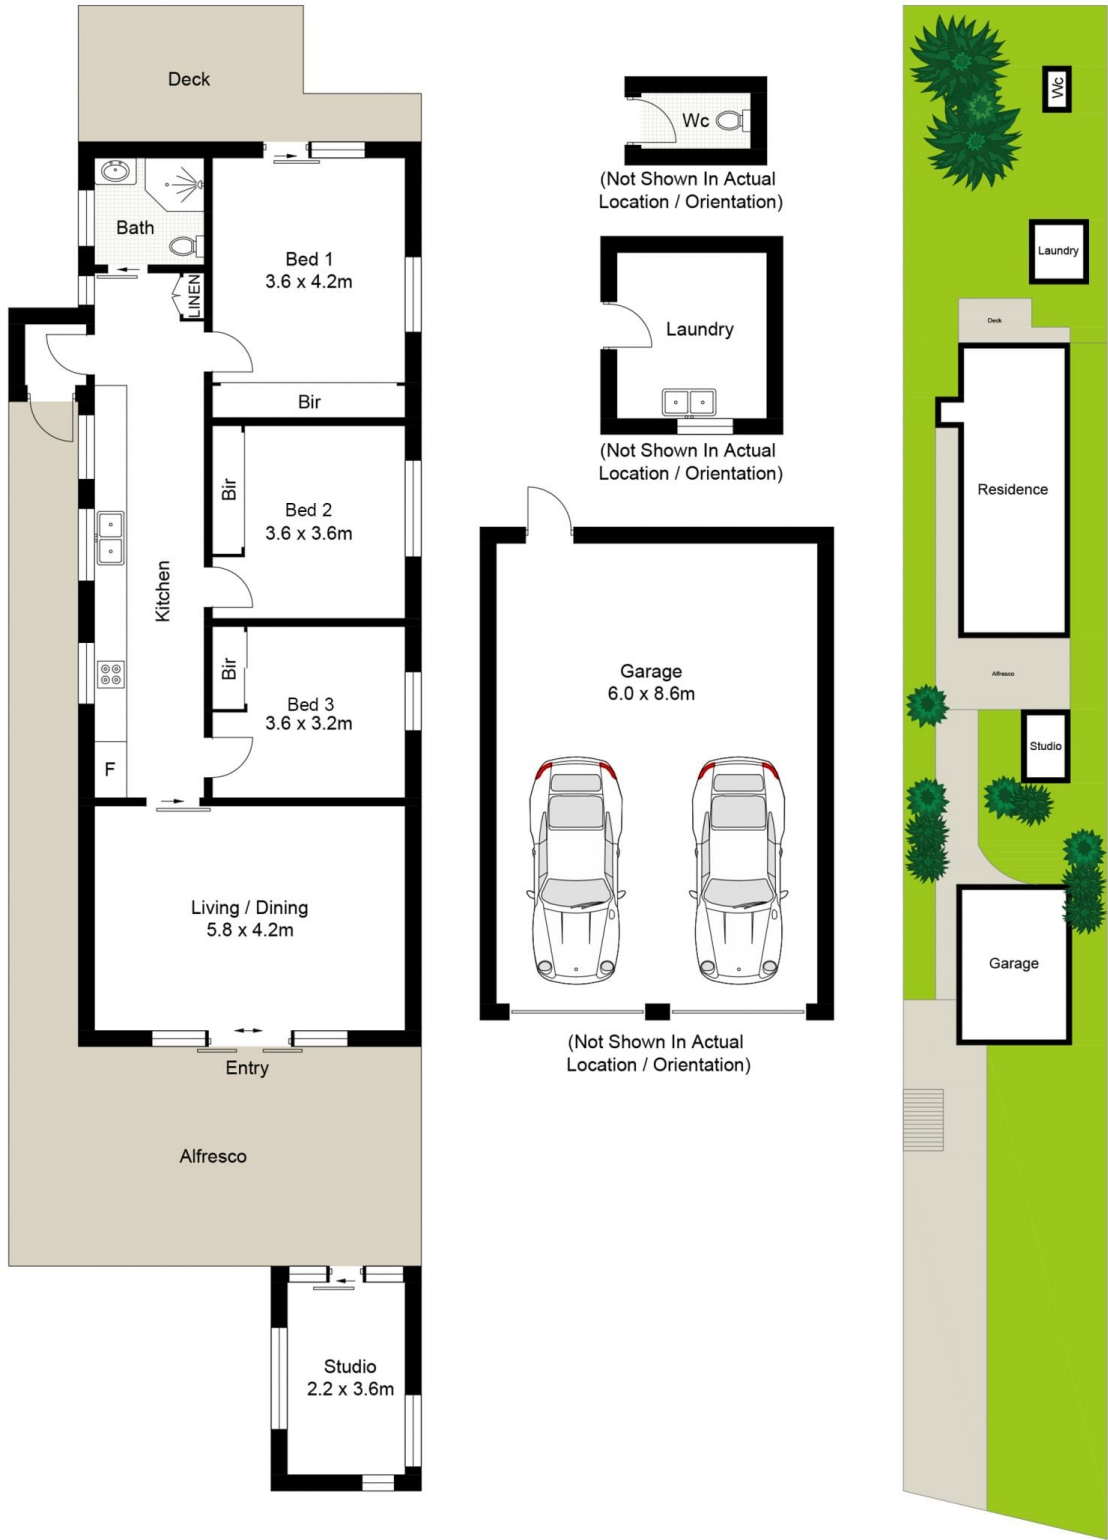 Deck
Bath
LINEN
Bed 1
3.6 x 4.2m
Bir
Bir
Bed 2
3.6 x 3.6m
Kitchen
Bir
Bed 3
3.6 x 3.2m
F
Living / Dining
5.8 x 4.2m
Entry
Alfresco
Studio
2.2 x 3.6m
Wc
(Not Shown In Actual
Location / Orientation)
Laundry
(Not Shown In Actual
Location / Orientation)
Garage
6.0 x 8.6m
(Not Shown In Actual
Location / Orientation)
Wc
Laundry
Deck
Residence
Alfresco
Studio
Garage